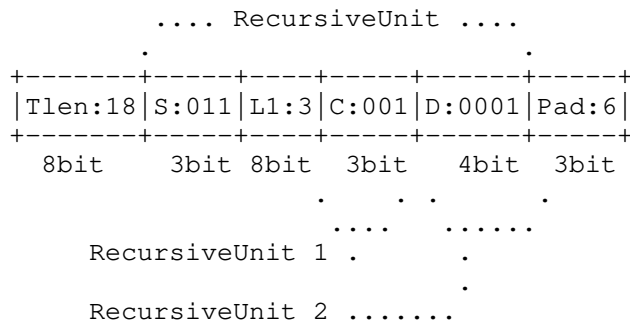 .... RecursiveUnit ....
. .
+-------+-----+----+-----+------+-----+
|Tlen:18|S:011|L1:3|C:001|D:0001|Pad:6|
+-------+-----+----+-----+------+-----+
8bit 3bit 8bit 3bit 4bit 3bit
. . . .
.... ......
RecursiveUnit 1 . .
.
RecursiveUnit 2 .......